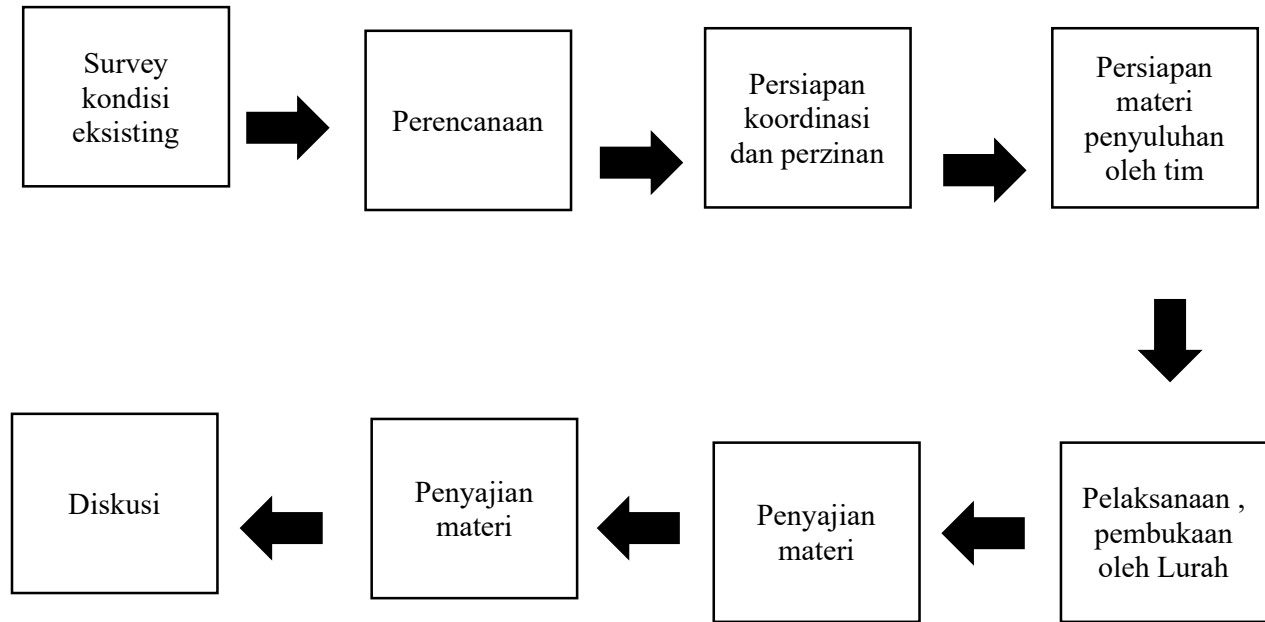 Survey
kondisi
eksisting
Perencanaan
Persiapan
koordinasi
dan perzinan
Persiapan
materi
penyuluhan
oleh tim
Pelaksanaan ,
pembukaan
oleh Lurah
Penyajian
materi
Penyajian
materi
Diskusi